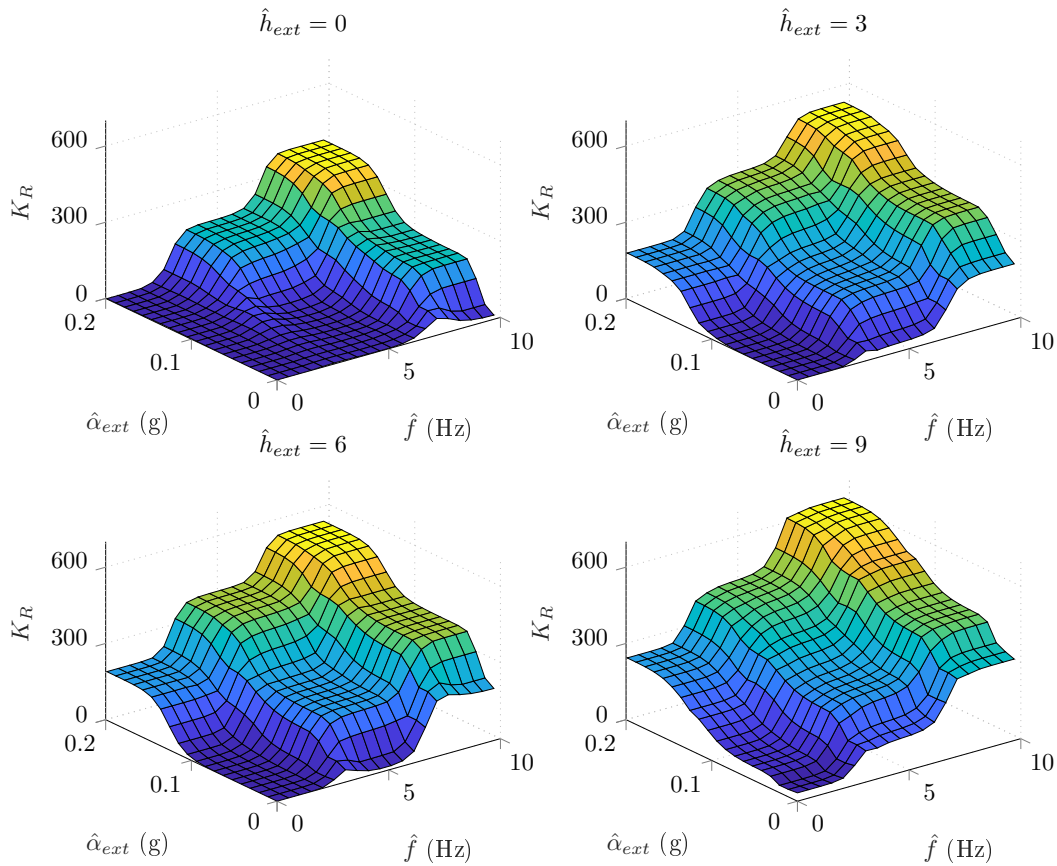 ĥ_ext = 0
600
300
0
K_R
0.2
0.1
0
0
5
10
α̂_ext (g)
f̂ (Hz)
ĥ_ext = 3
600
300
0
K_R
0.2
0.1
0
0
5
10
α̂_ext (g)
f̂ (Hz)
ĥ_ext = 6
600
300
0
K_R
0.2
0.1
0
0
5
10
α̂_ext (g)
f̂ (Hz)
ĥ_ext = 9
600
300
0
K_R
0.2
0.1
0
0
5
10
α̂_ext (g)
f̂ (Hz)